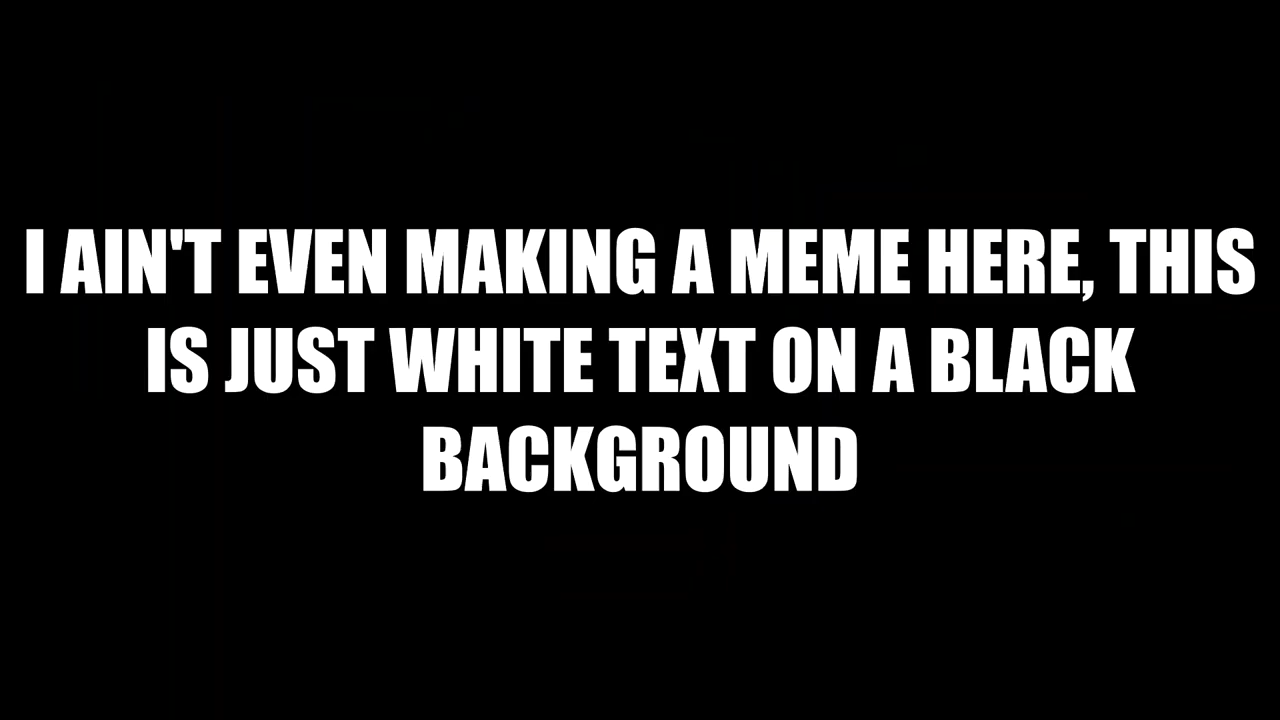 I AIN'T EVEN MAKING A MEME HERE, THIS
IS JUST WHITE TEXT ON A BLACK
BACKGROUND